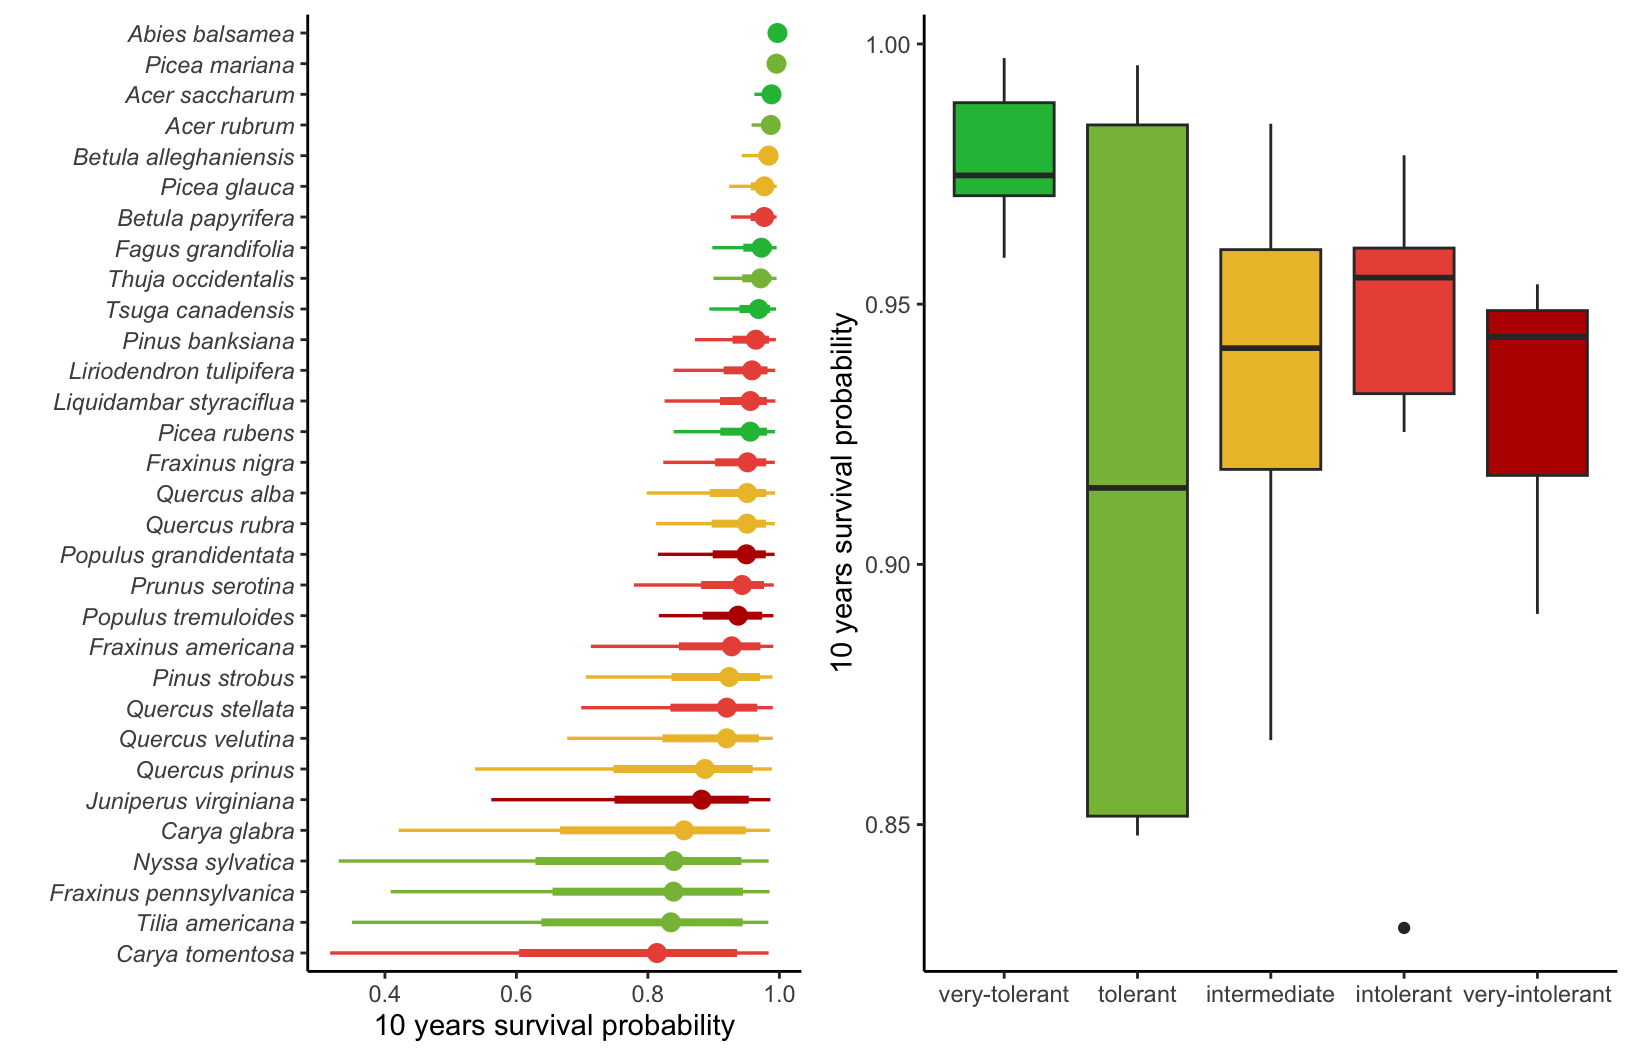 Abies balsamea
Picea mariana
Acer saccharum
Acer rubrum
Betula alleghaniensis
Picea glauca
Betula papyrifera
Fagus grandifolia
Thuja occidentalis
Tsuga canadensis
Pinus banksiana
Liriodendron tulipifera
Liquidambar styraciflua
Picea rubens
Fraxinus nigra
Quercus alba
Quercus rubra
Populus grandidentata
Prunus serotina
Populus tremuloides
Fraxinus americana
Pinus strobus
Quercus stellata
Quercus velutina
Quercus prinus
Juniperus virginiana
Carya glabra
Nyssa sylvatica
Fraxinus pennsylvanica
Tilia americana
Carya tomentosa
0.4 0.6 0.8 1.0
10 years survival probability
10 years survival probability
1.00
0.95
0.90
0.85
very-tolerant tolerant intermediate intolerant very-intolerant